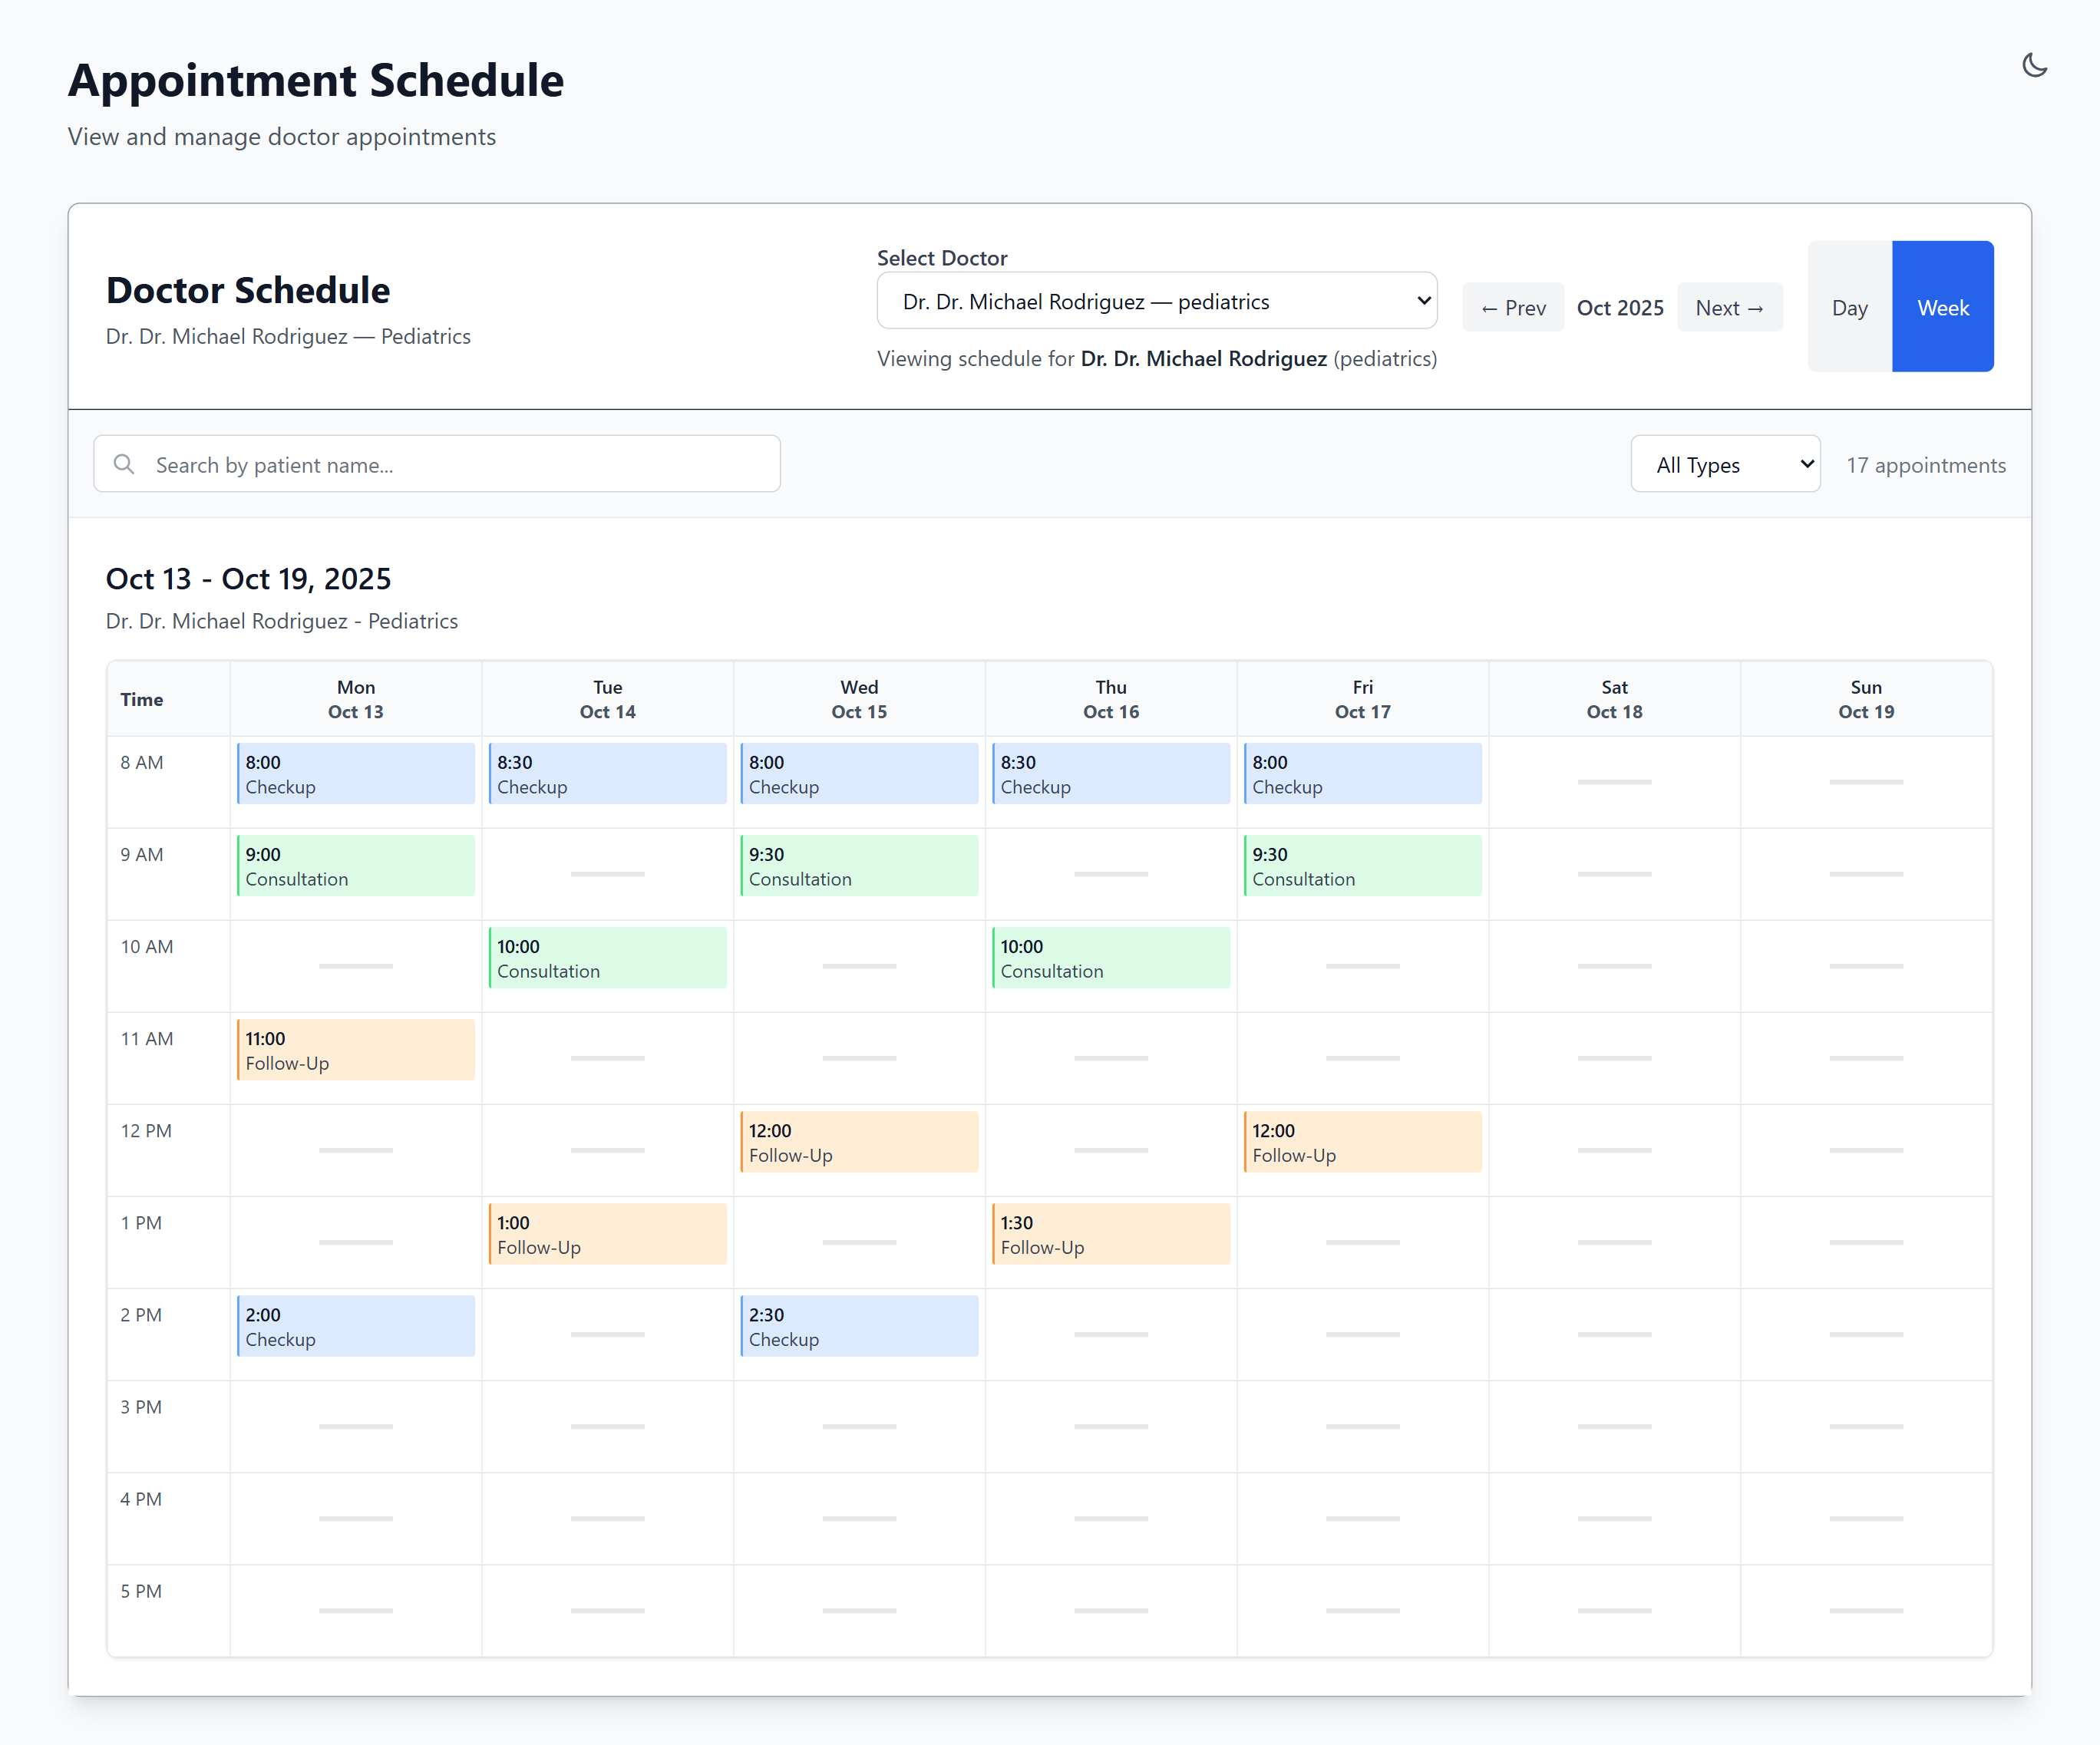 Appointment Schedule
View and manage doctor appointments
Doctor Schedule
Dr. Dr. Michael Rodriguez — Pediatrics
Select Doctor
Dr. Dr. Michael Rodriguez — pediatrics
Viewing schedule for Dr. Dr. Michael Rodriguez (pediatrics)
← Prev
Oct 2025
Next →
Day
Week
Search by patient name...
All Types
17 appointments
Oct 13 - Oct 19, 2025
Dr. Dr. Michael Rodriguez - Pediatrics
Time
Mon
Oct 13
Tue
Oct 14
Wed
Oct 15
Thu
Oct 16
Fri
Oct 17
Sat
Oct 18
Sun
Oct 19
8 AM
8:00
Checkup
8:30
Checkup
8:00
Checkup
8:30
Checkup
8:00
Checkup
9 AM
9:00
Consultation
9:30
Consultation
9:30
Consultation
10 AM
10:00
Consultation
10:00
Consultation
11 AM
11:00
Follow-Up
12 PM
12:00
Follow-Up
12:00
Follow-Up
1 PM
1:00
Follow-Up
1:30
Follow-Up
2 PM
2:00
Checkup
2:30
Checkup
3 PM
4 PM
5 PM